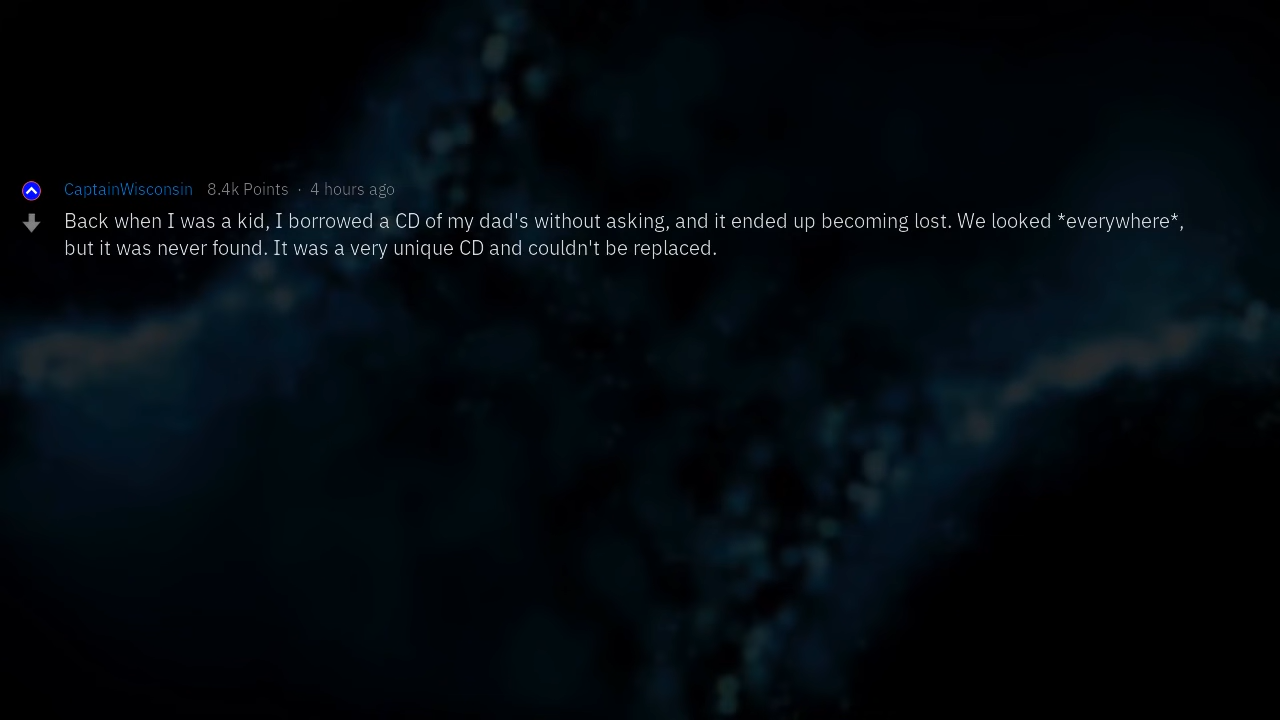 CaptainWisconsin 8.4k Points · 4 hours ago
Back when I was a kid, I borrowed a CD of my dad's without asking, and it ended up becoming lost. We looked *everywhere*,
but it was never found. It was a very unique CD and couldn't be replaced.